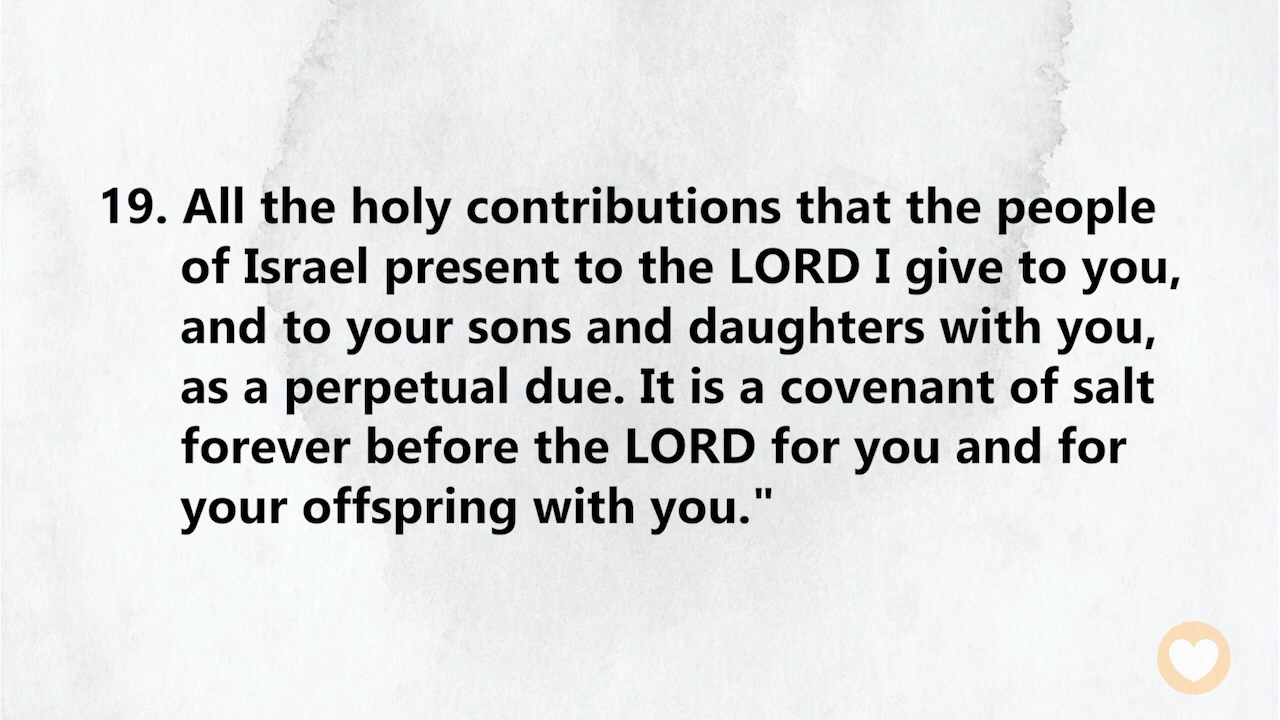 19. All the holy contributions that the people
of Israel present to the LORD I give to you,
and to your sons and daughters with you,
as a perpetual due. It is a covenant of salt
forever before the LORD for you and for
your offspring with you."